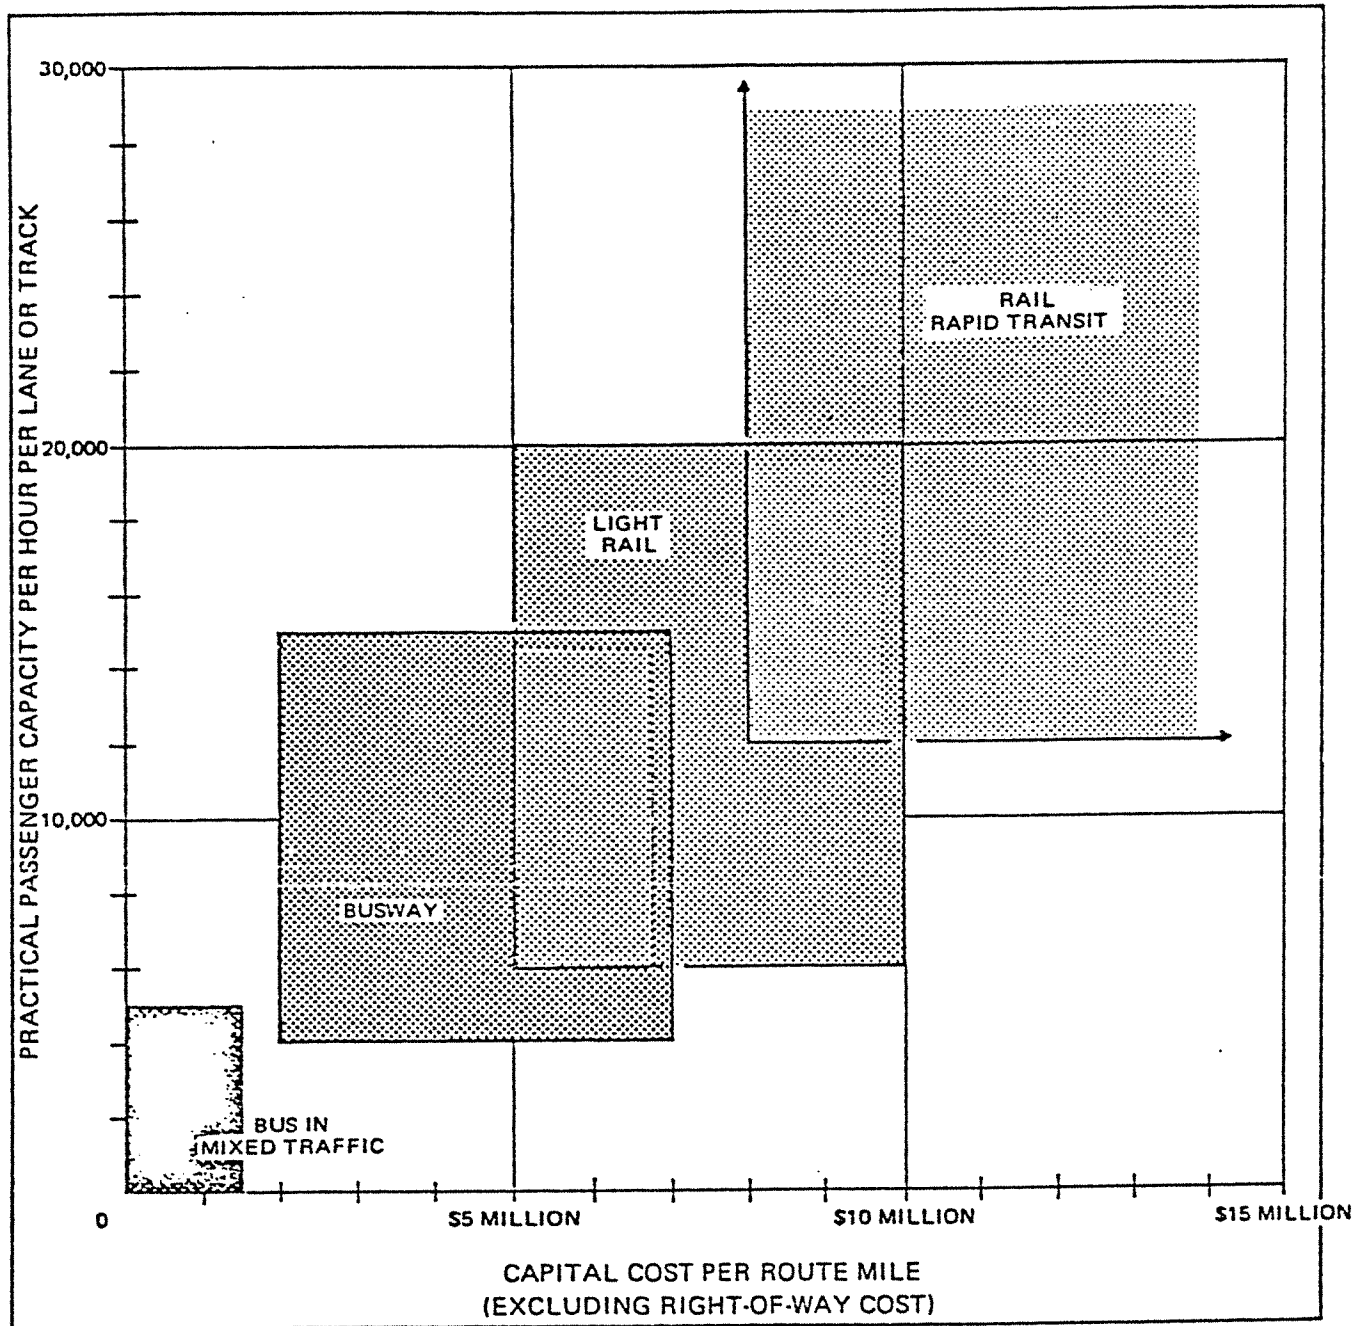 30,000
PRACTICAL PASSENGER CAPACITY PER HOUR PER LANE OR TRACK
RAIL
RAPID TRANSIT
20,000
LIGHT
RAIL
10,000
BUSWAY
BUS IN
MIXED TRAFFIC
0
$5 MILLION
$10 MILLION
$15 MILLION
CAPITAL COST PER ROUTE MILE
(EXCLUDING RIGHT-OF-WAY COST)